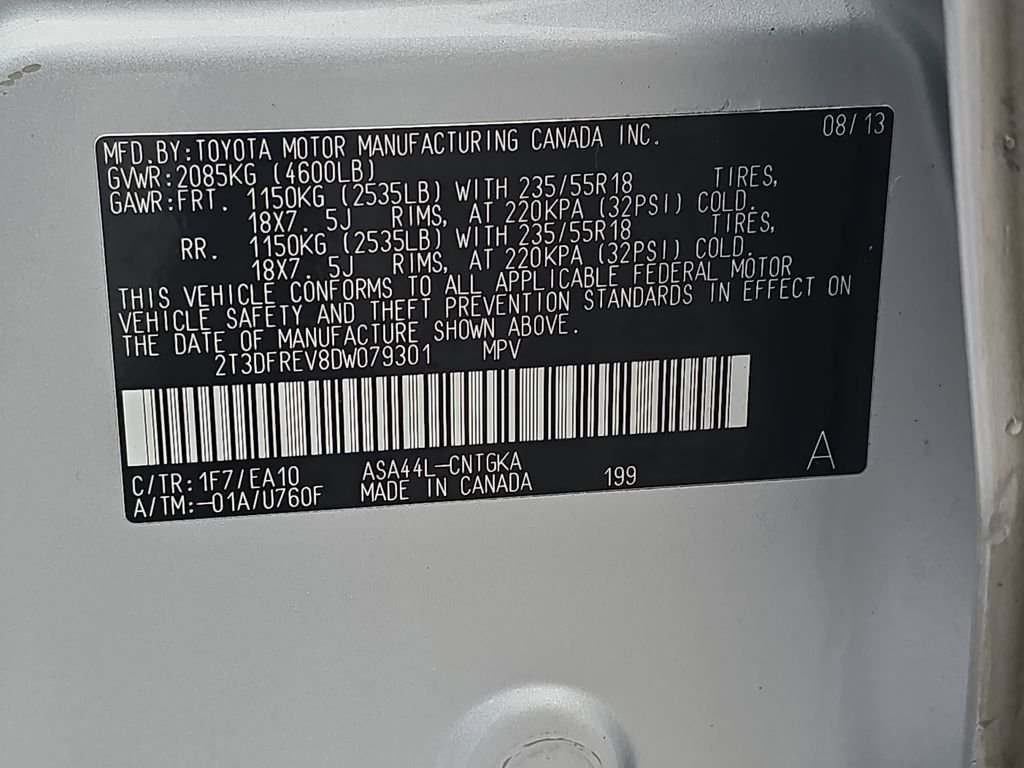 08/13
MFD.BY:TOYOTA MOTOR MANUFACTURING CANADA INC.
GVWR:2085KG (4600LB)
GAWR:FRT. 1150KG (2535LB) WITH 235/55R18 TIRES,
18X7. 5J RIMS, AT 220KPA (32PSI) COLD.
RR. 1150KG (2535LB) WITH 235/55R18 TIRES,
18X7. 5J RIMS, AT 220KPA (32PSI) COLD.
THIS VEHICLE CONFORMS TO ALL APPLICABLE FEDERAL MOTOR
VEHICLE SAFETY AND THEFT PREVENTION STANDARDS IN EFFECT ON
THE DATE OF MANUFACTURE SHOWN ABOVE.
2T3DFREV8DW079301 MPV
C/TR:1F7/EA10 ASA44L-CNTGKA 199 A
A/TM:-01A/U760F MADE IN CANADA